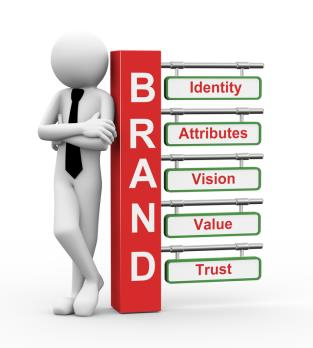 BRAND
Identity
Attributes
Vision
Value
Trust